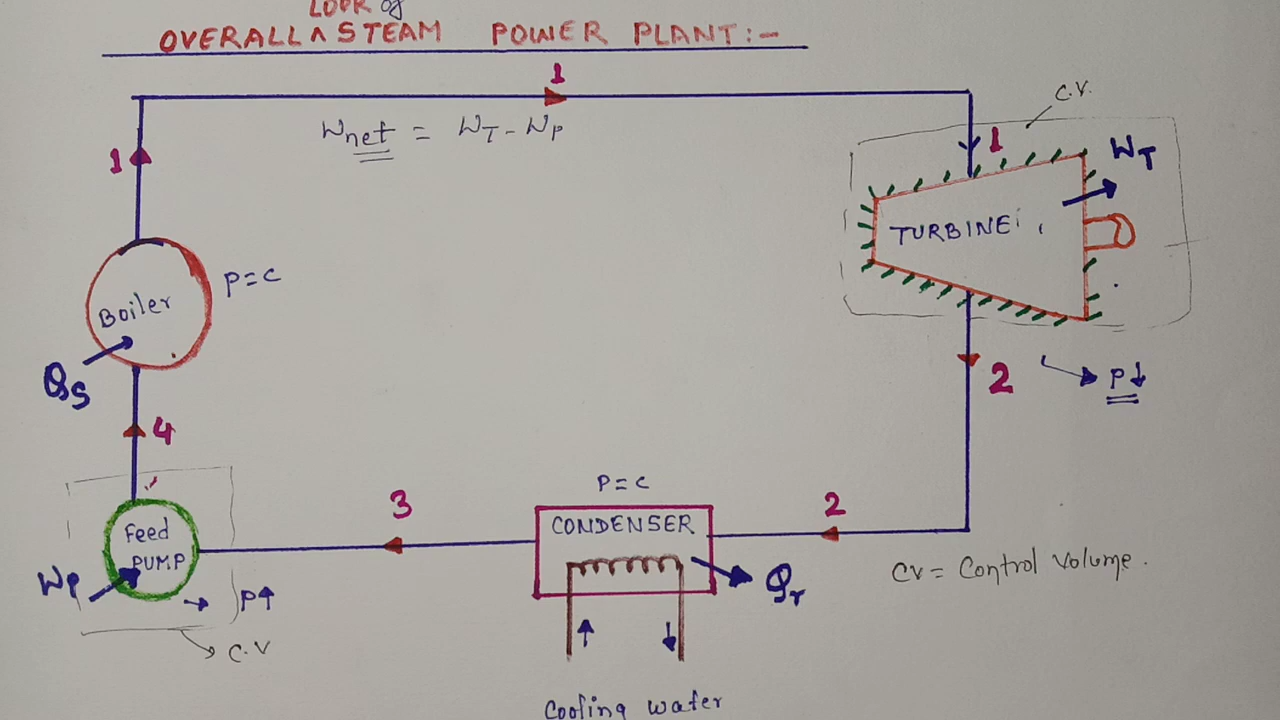 LOOK of
OVERALL ∧ STEAM POWER PLANT:-
1
C.V.
Wnet = WT - WP
1
1
WT
TURBINE
P=C
Boiler
QS
2
P↓
4
P=C
3
2
Feed
PUMP
CONDENSER
WP
Qr
CV = Control Volume.
P↑
C.V
Cooling water